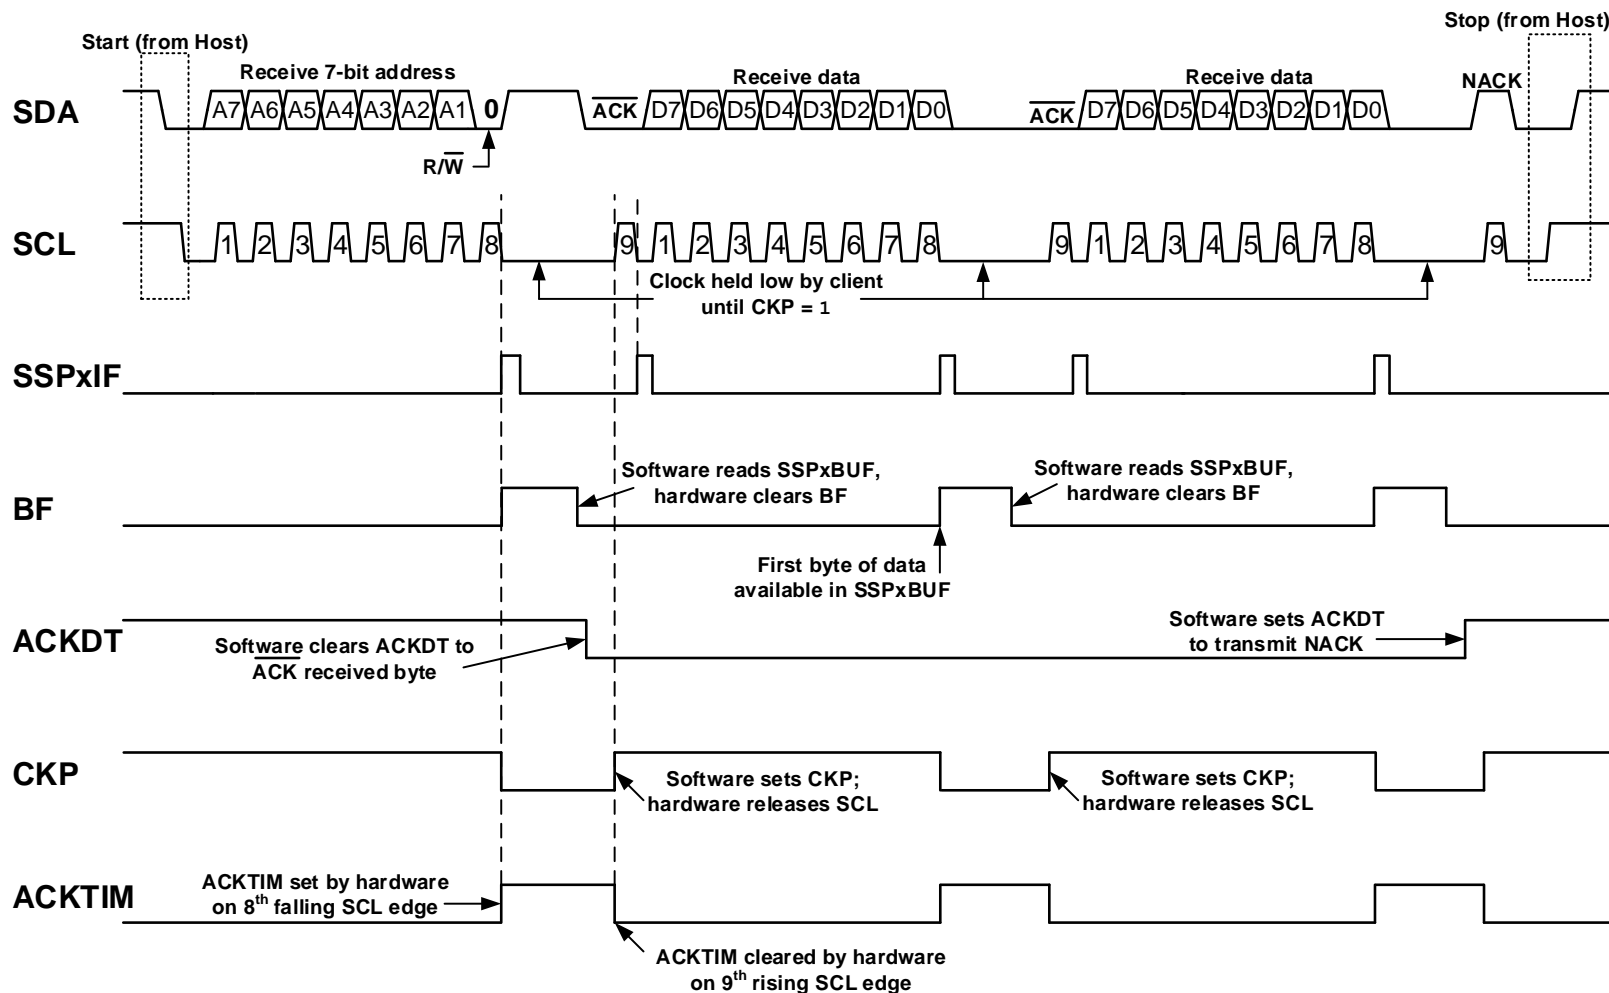 Stop (from Host)
Start (from Host)
Receive 7-bit address
Receive data
Receive data
NACK
SDA
A7 A6 A5 A4 A3 A2 A1 0
ACK
D7 D6 D5 D4 D3 D2 D1 D0
ACK
D7 D6 D5 D4 D3 D2 D1 D0
R/W
SCL
1 2 3 4 5 6 7 8 9 1 2 3 4 5 6 7 8 9 1 2 3 4 5 6 7 8 9
Clock held low by client
until CKP = 1
SSPxIF
BF
Software reads SSPxBUF,
hardware clears BF
Software reads SSPxBUF,
hardware clears BF
First byte of data
available in SSPxBUF
ACKDT
Software clears ACKDT to
ACK received byte
Software sets ACKDT
to transmit NACK
CKP
Software sets CKP;
hardware releases SCL
Software sets CKP;
hardware releases SCL
ACKTIM
ACKTIM set by hardware
on 8th falling SCL edge
ACKTIM cleared by hardware
on 9th rising SCL edge